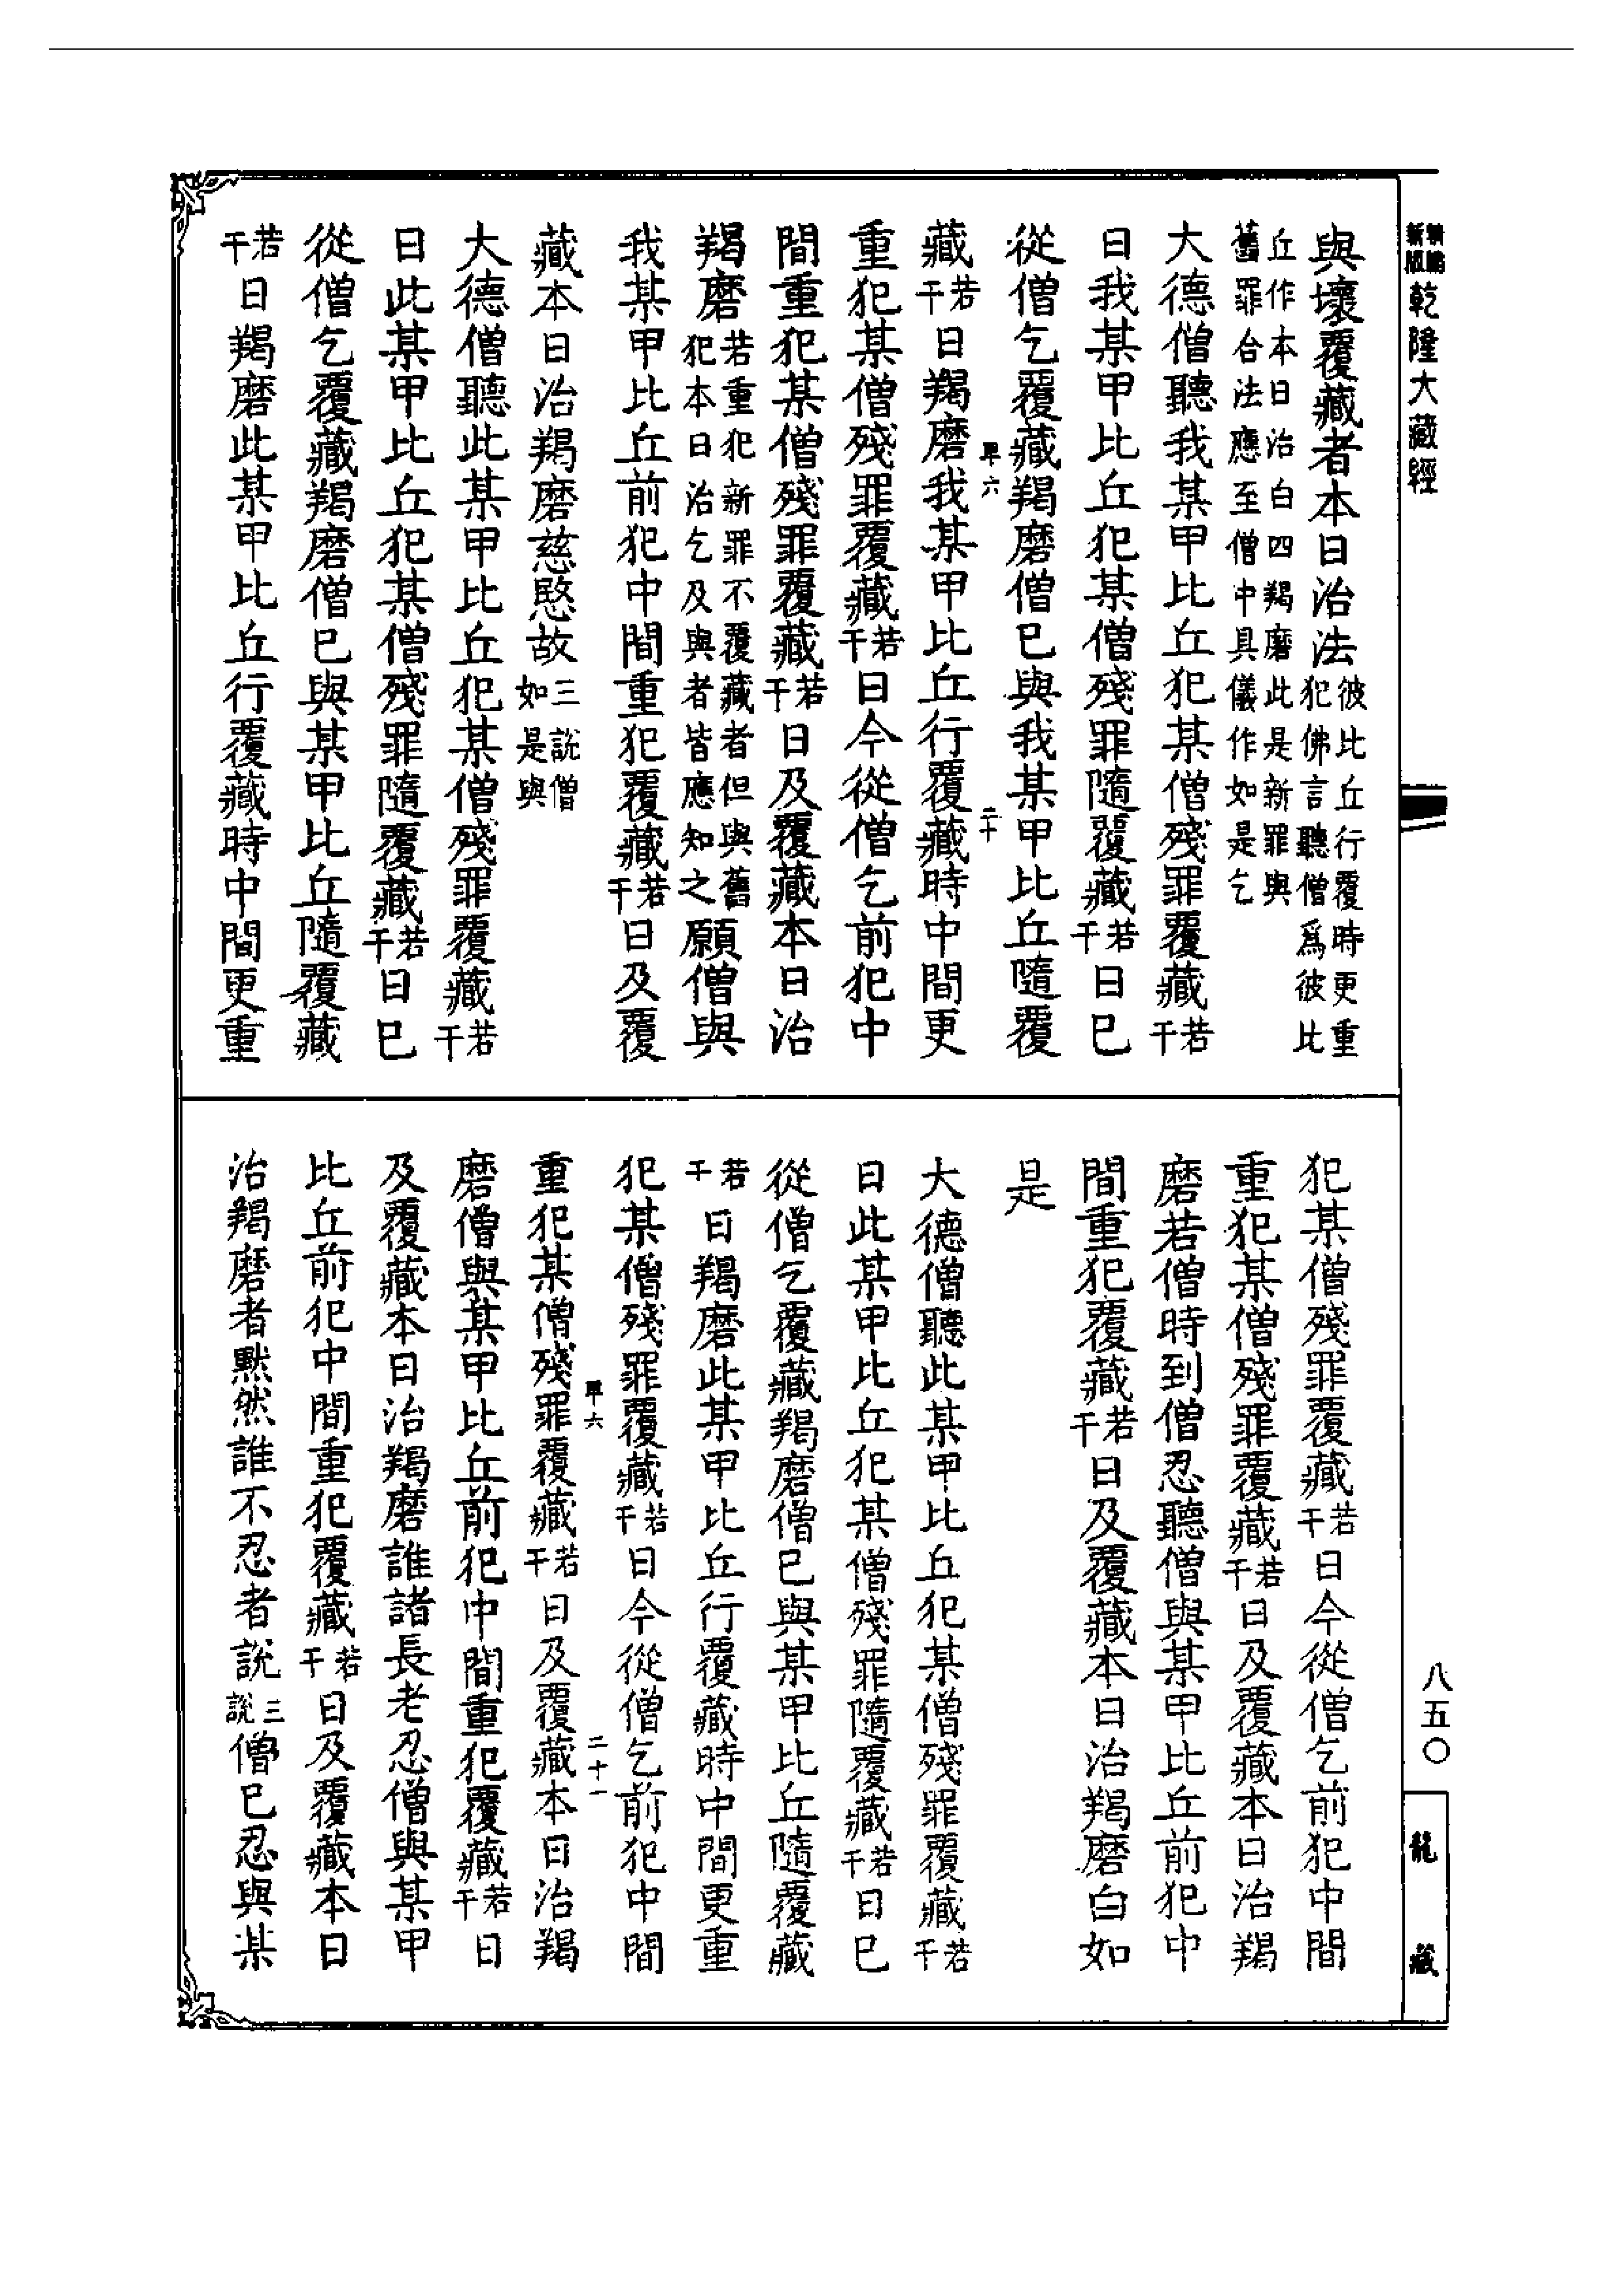 乾隆大藏經
與壞覆藏者本日治法彼比丘行覆時更重犯佛言聽僧爲彼比
丘作本日治白四羯磨此是新罪與舊罪合法應至僧中具儀作如是乞
大德僧聽我某甲比丘犯某僧殘罪覆藏若干
日我某甲比丘犯某僧殘罪隨覆藏若干日已
從僧乞覆藏羯磨僧已與我某甲比丘隨覆
單六 二十
藏若干日羯磨我某甲比丘行覆藏時中間更
重犯某僧殘罪覆藏若干日今從僧乞前犯中
間重犯某僧殘罪覆藏若干日及覆藏本日治
羯磨若重犯新罪不覆藏者但與舊犯本日治乞及與者皆應知之願僧與
我某甲比丘前犯中間重犯覆藏若干日及覆
藏本日治羯磨慈愍故三說僧如是與
大德僧聽此某甲比丘犯某僧殘罪覆藏若干
日此某甲比丘犯某僧殘罪隨覆藏若干日已
從僧乞覆藏羯磨僧已與某甲比丘隨覆藏
若干日羯磨此某甲比丘行覆藏時中間更重
犯某僧殘罪覆藏若干日今從僧乞前犯中間
重犯某僧殘罪覆藏若干日及覆藏本日治羯
磨若僧時到僧忍聽僧與某甲比丘前犯中
間重犯覆藏若干日及覆藏本日治羯磨白如
是
大德僧聽此某甲比丘犯某僧殘罪覆藏若干
日此某甲比丘犯某僧殘罪隨覆藏若干日已
從僧乞覆藏羯磨僧已與某甲比丘隨覆藏
若干日羯磨此某甲比丘行覆藏時中間更重
犯某僧殘罪覆藏若干日今從僧乞前犯中間
單六 二十一
重犯某僧殘罪覆藏若干日及覆藏本日治羯
磨僧與某甲比丘前犯中間重犯覆藏若干日
及覆藏本日治羯磨誰諸長老忍僧與某甲
比丘前犯中間重犯覆藏若干日及覆藏本日
治羯磨者默然誰不忍者說三說僧已忍與某
八五〇
龍藏